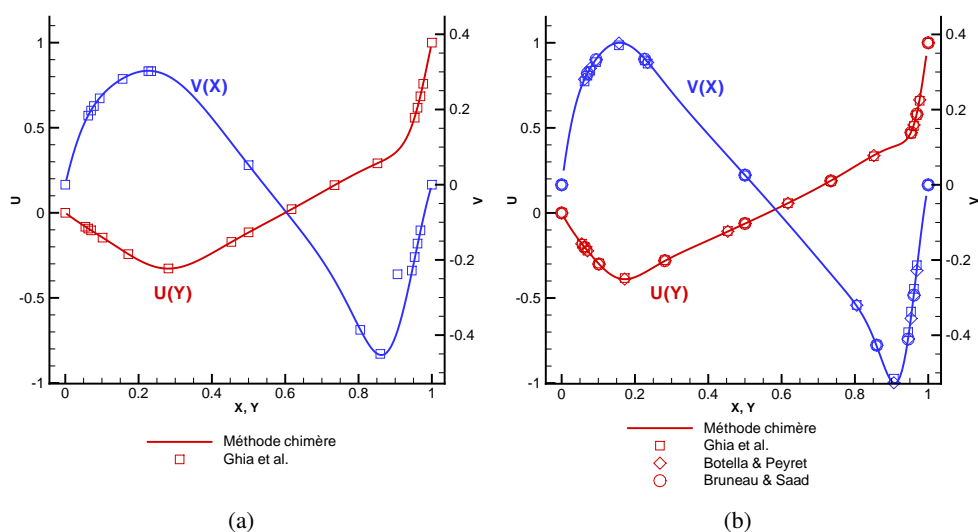 (a)
U
V
1
0.5
0
-0.5
-1
0.4
0.2
0
-0.2
-0.4
V(X)
U(Y)
0 0.2 0.4 0.6 0.8 1
X, Y
Méthode chimère
Ghia et al.
(a)
(b)
U
V
1
0.5
0
-0.5
-1
0.4
0.2
0
-0.2
-0.4
V(X)
U(Y)
0 0.2 0.4 0.6 0.8 1
X, Y
Méthode chimère
Ghia et al.
Botella & Peyret
Bruneau & Saad
(b)